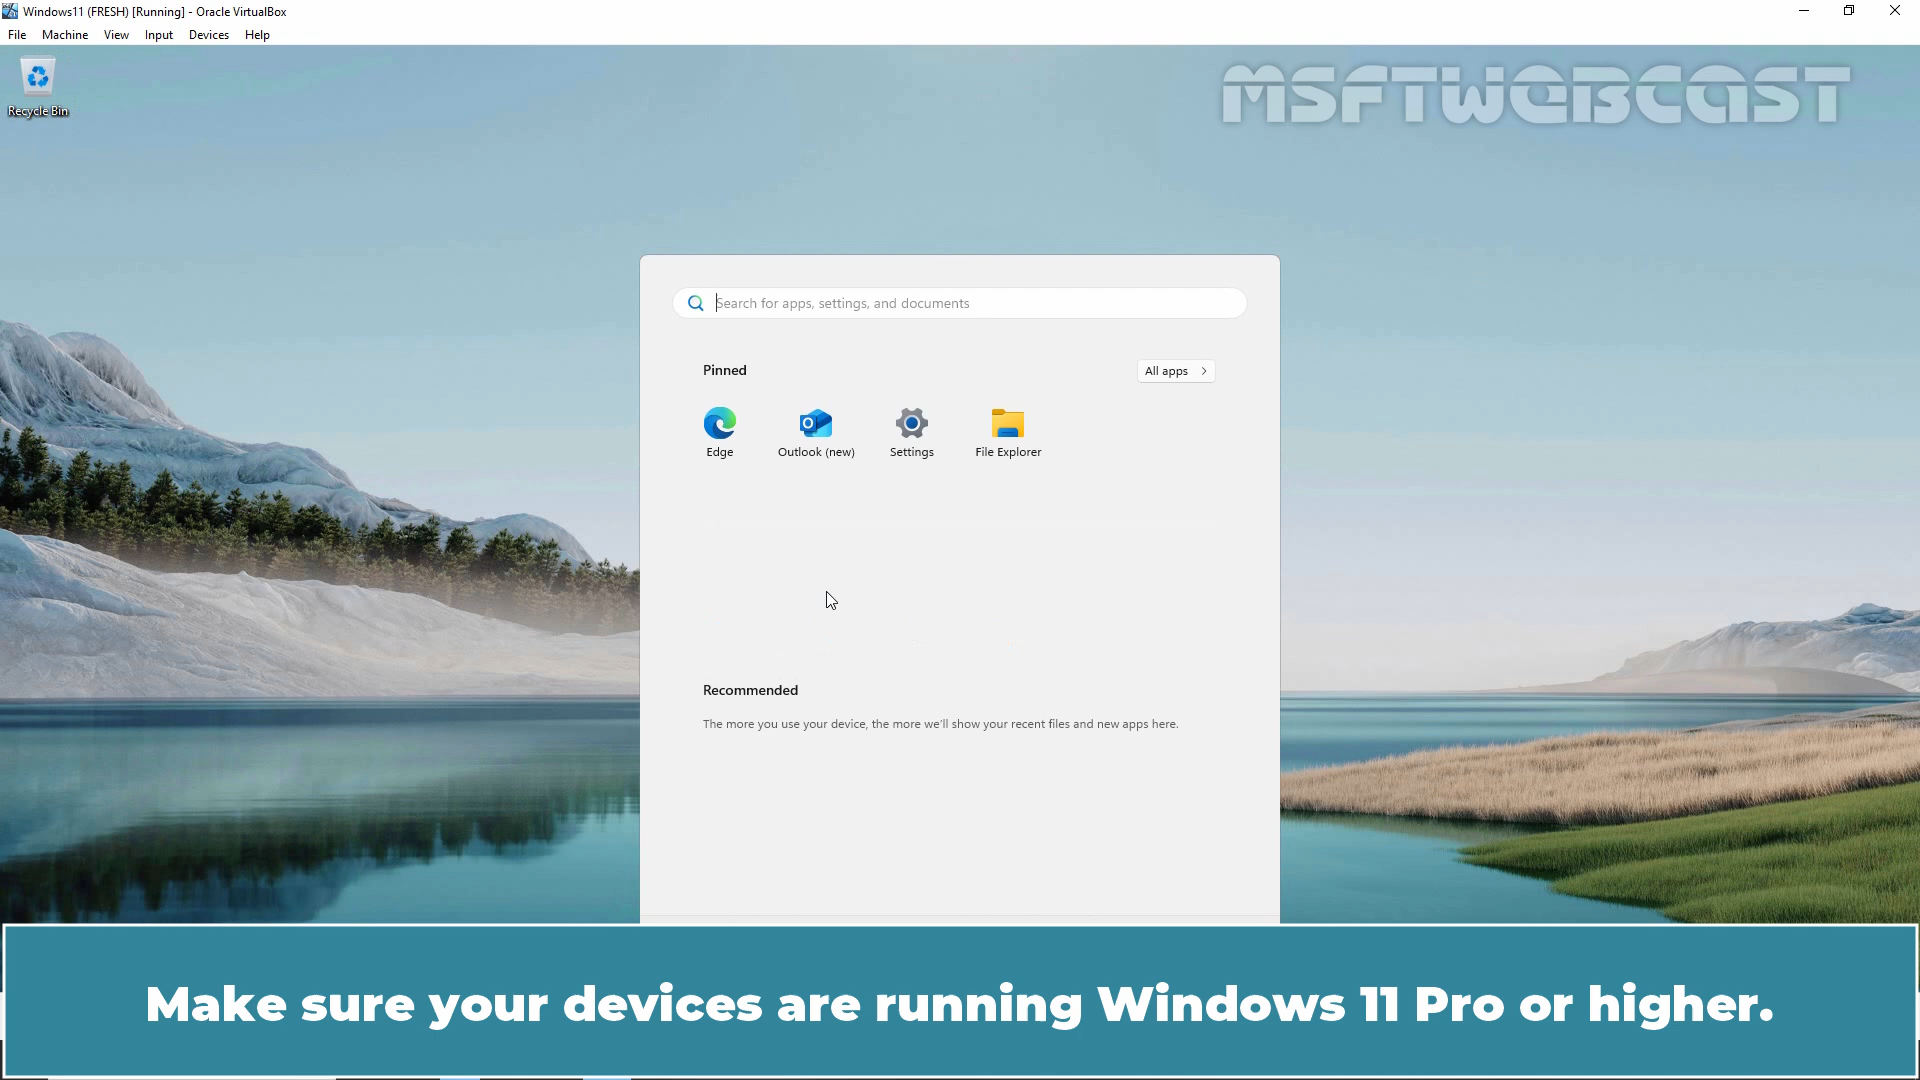 Windows11 (FRESH) [Running] - Oracle VirtualBox
File Machine View Input Devices Help
Recycle Bin
MSFTWEBCAST
Search for apps, settings, and documents
Pinned
All apps
Edge
Outlook (new)
Settings
File Explorer
Recommended
The more you use your device, the more we'll show your recent files and new apps here.
Make sure your devices are running Windows 11 Pro or higher.